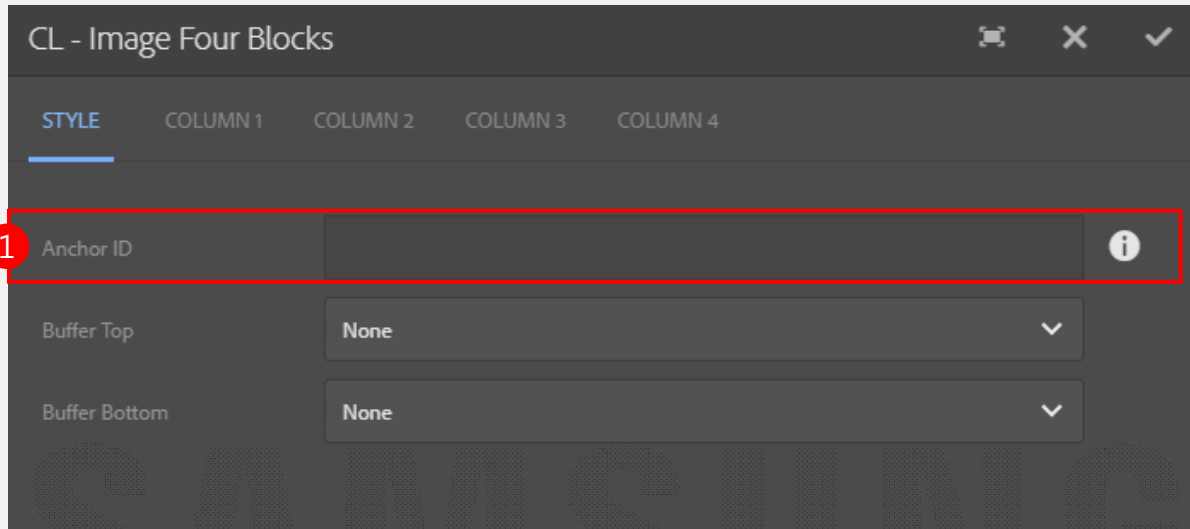 CL - Image Four Blocks
STYLE COLUMN 1 COLUMN 2 COLUMN 3 COLUMN 4
1 Anchor ID
Buffer Top None
Buffer Bottom None
SAMSUNG